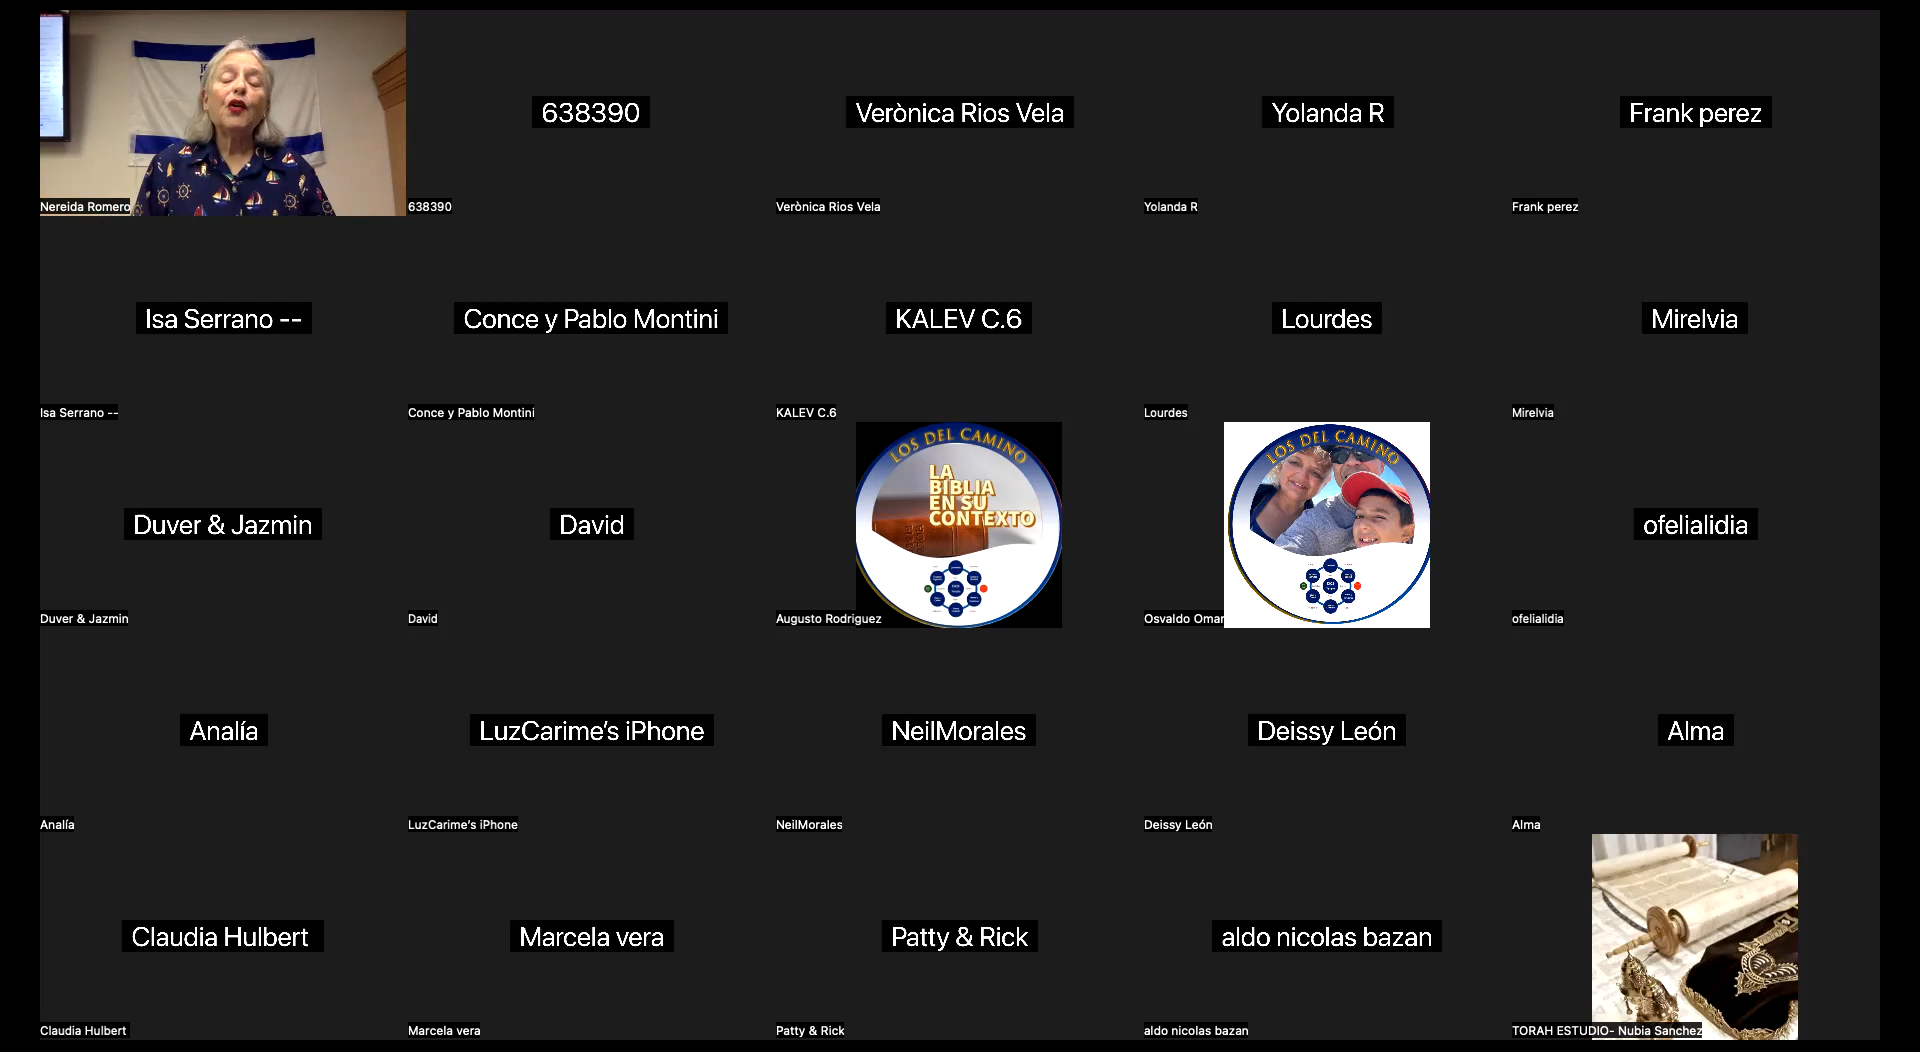 Nereida Romero
638390
638390
Verònica Rios Vela
Verònica Rios Vela
Yolanda R
Yolanda R
Frank perez
Frank perez
Isa Serrano --
Isa Serrano --
Conce y Pablo Montini
Conce y Pablo Montini
KALEV C.6
KALEV C.6
Lourdes
Lourdes
Mirelvia
Mirelvia
Duver & Jazmin
Duver & Jazmin
David
David
LOS DEL CAMINO
LA
BIBLIA
EN SU
CONTEXTO
Augusto Rodriguez
LOS DEL CAMINO
Osvaldo Omar
ofelialidia
ofelialidia
Analía
Analía
LuzCarime’s iPhone
LuzCarime’s iPhone
NeilMorales
NeilMorales
Deissy León
Deissy León
Alma
Alma
Claudia Hulbert
Claudia Hulbert
Marcela vera
Marcela vera
Patty & Rick
Patty & Rick
aldo nicolas bazan
aldo nicolas bazan
TORAH ESTUDIO- Nubia Sanchez